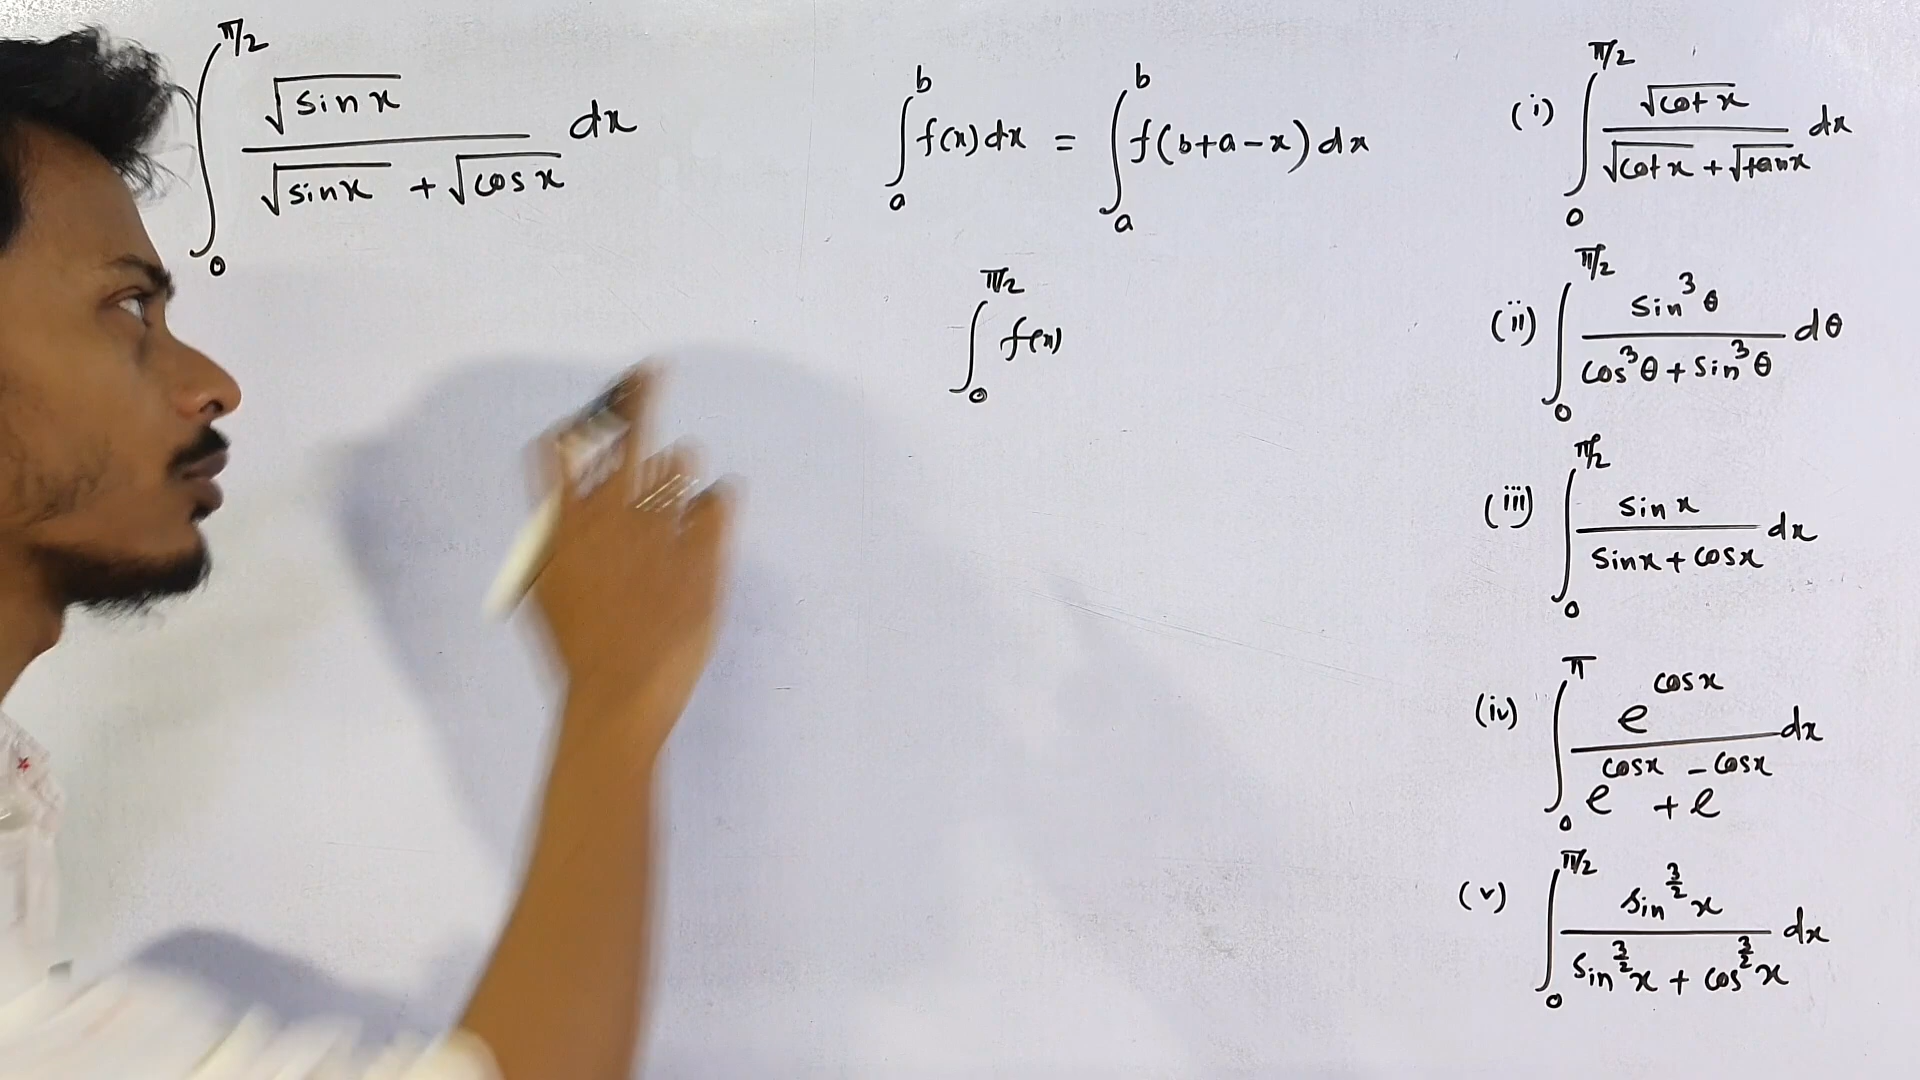 ∫₀^{π/2} √(sin x) / (√(sin x) + √(cos x)) dx
∫ₐᵇ f(x) dx = ∫ₐᵇ f(b+a-x) dx
∫₀^{π/2} f(x)
(i) ∫₀^{π/2} √(cot x) / (√(cot x) + √(tan x)) dx
(ii) ∫₀^{π/2} sin³θ / (cos³θ + sin³θ) dθ
(iii) ∫₀^{π/2} sin x / (sin x + cos x) dx
(iv) ∫₀^{π} e^{cos x} / (e^{cos x} + e^{-cos x}) dx
(v) ∫₀^{π/2} sin^{3/2} x / (sin^{3/2} x + cos^{3/2} x) dx